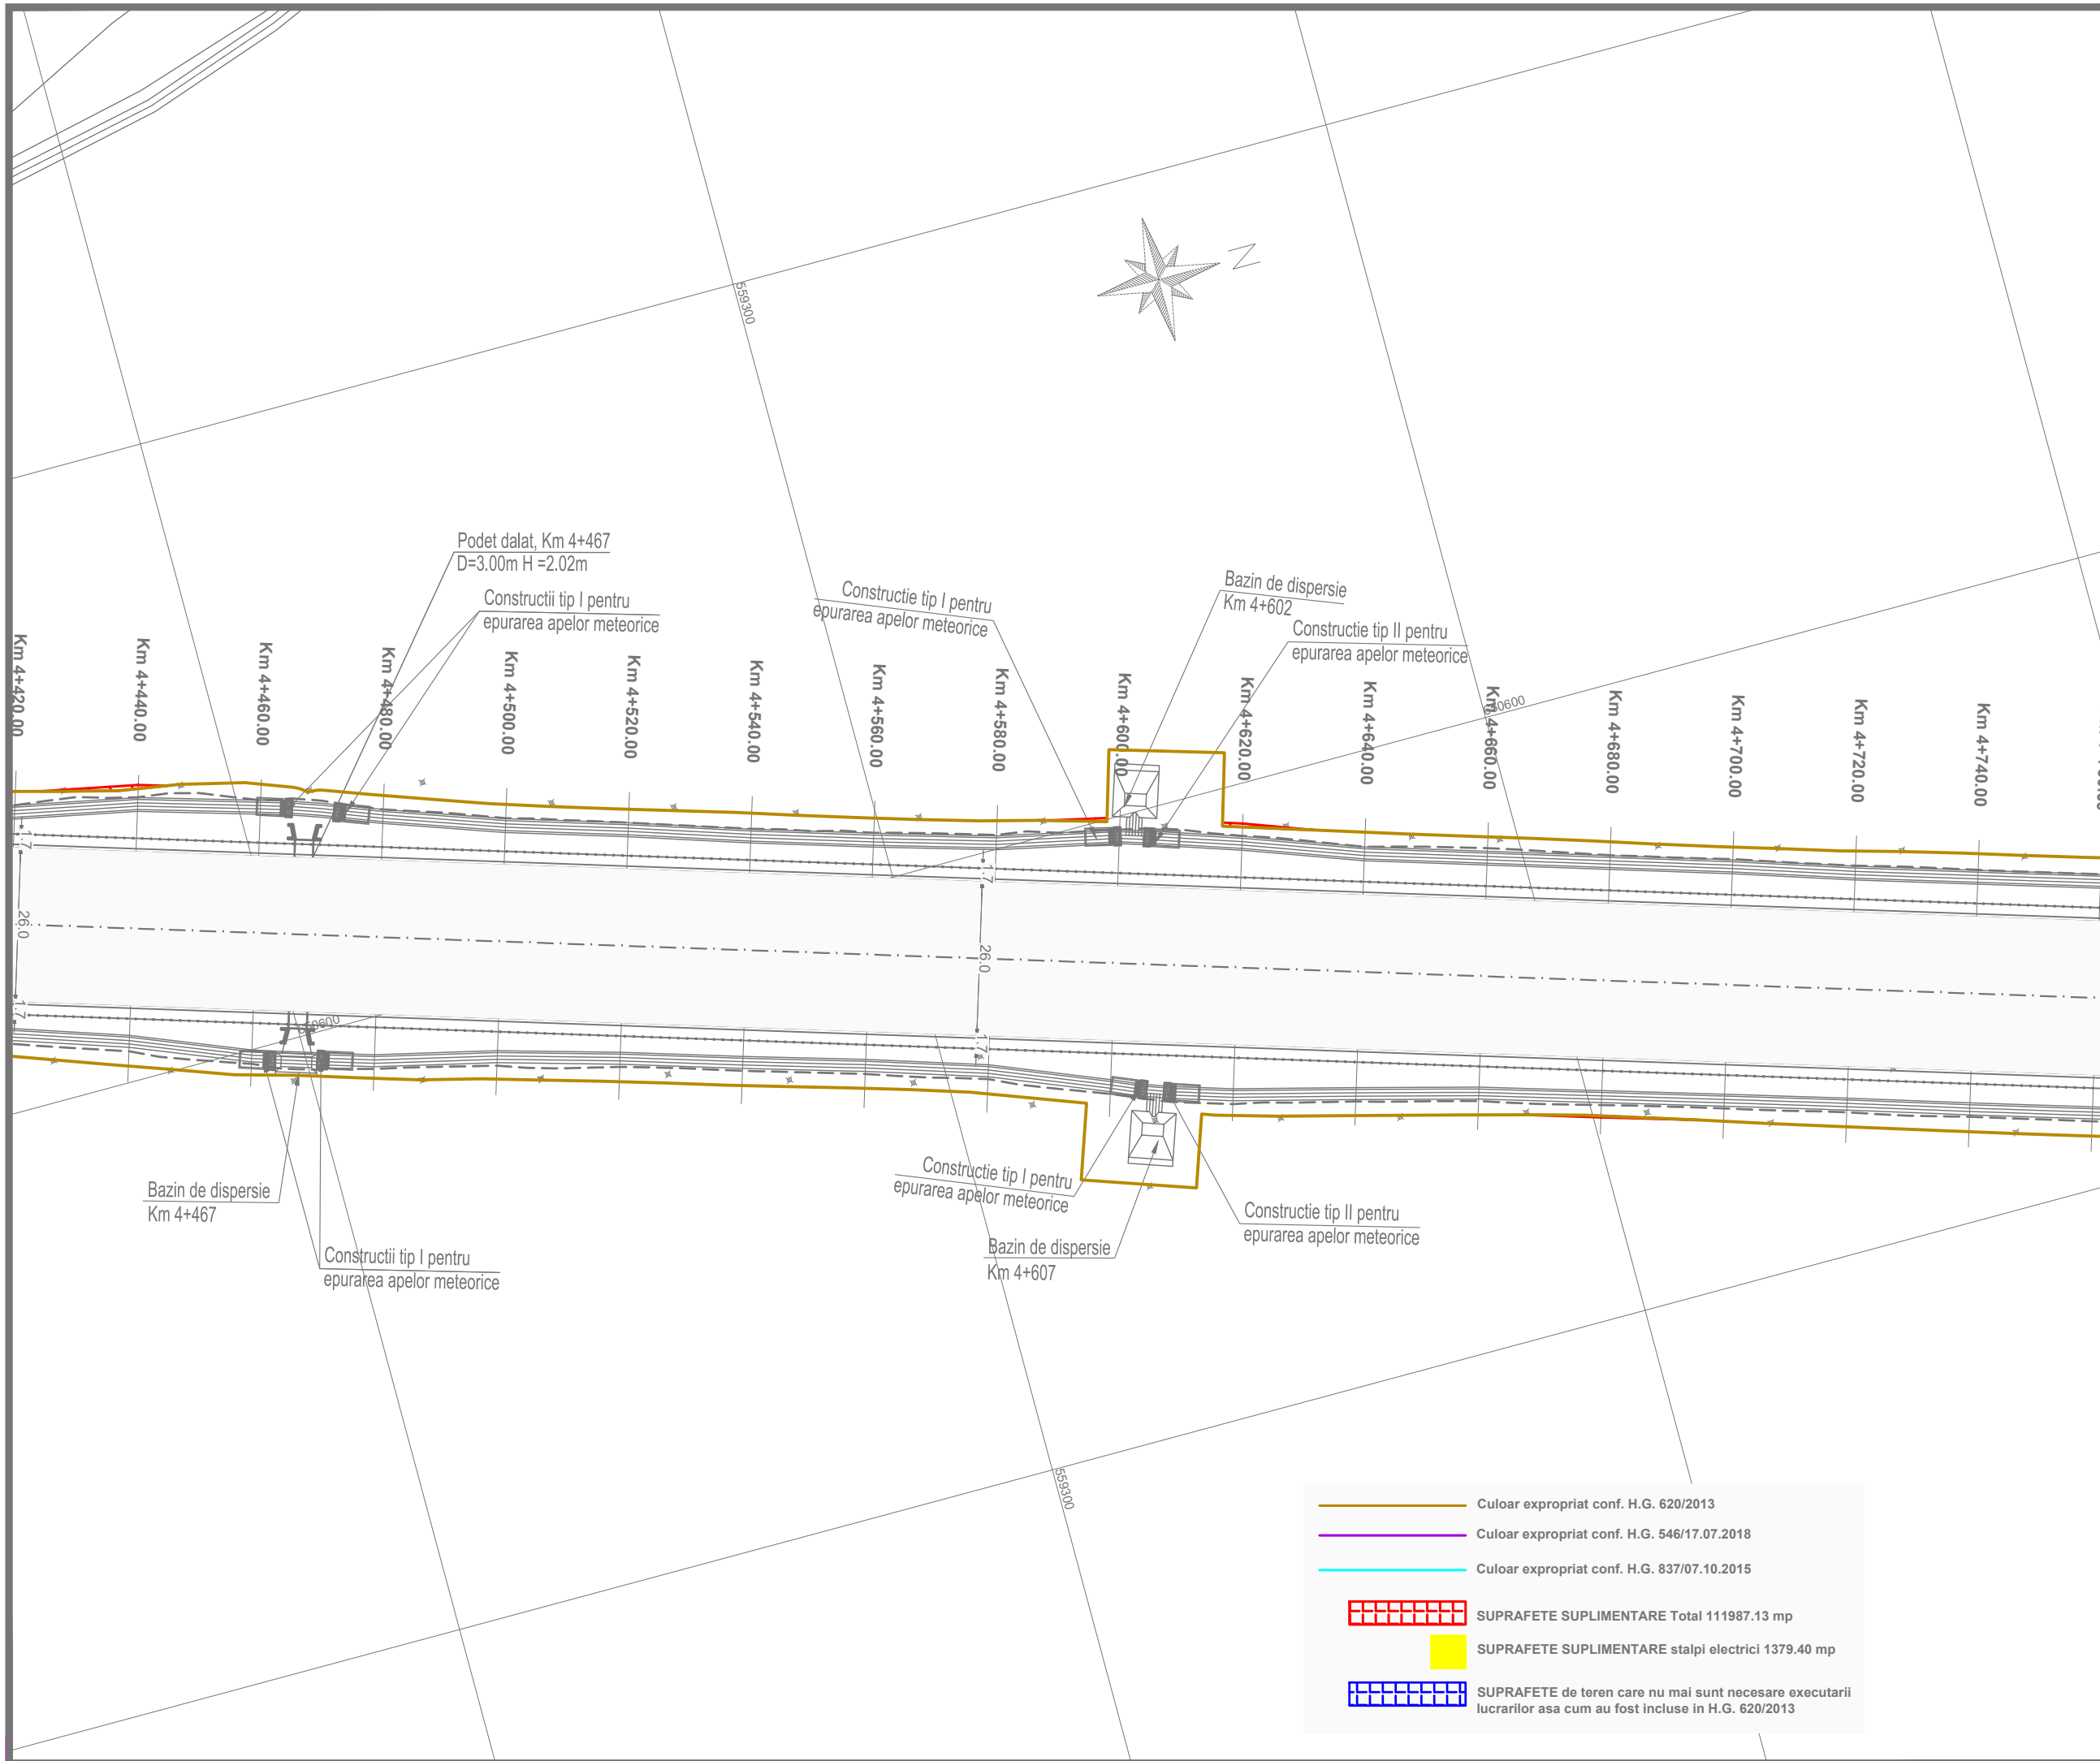 N
559300
Podet dalat, Km 4+467
D=3.00m H =2.02m
Constructii tip I pentru
epurarea apelor meteorice
Constructie tip I pentru
epurarea apelor meteorice
Bazin de dispersie
Km 4+602
Constructie tip II pentru
epurarea apelor meteorice
Km 4+420.00
Km 4+440.00
Km 4+460.00
Km 4+480.00
Km 4+500.00
Km 4+520.00
Km 4+540.00
Km 4+560.00
Km 4+580.00
Km 4+600.00
Km 4+620.00
Km 4+640.00
Km 4+660.00
Km 4+680.00
Km 4+700.00
Km 4+720.00
Km 4+740.00
1.7
26.0
1.7
1.7
26.0
1.7
Bazin de dispersie
Km 4+467
Constructii tip I pentru
epurarea apelor meteorice
Constructie tip I pentru
epurarea apelor meteorice
Bazin de dispersie
Km 4+607
Constructie tip II pentru
epurarea apelor meteorice
559300
Culoar expropriat conf. H.G. 620/2013
Culoar expropriat conf. H.G. 546/17.07.2018
Culoar expropriat conf. H.G. 837/07.10.2015
SUPRAFETE SUPLIMENTARE Total 111987.13 mp
SUPRAFETE SUPLIMENTARE stalpi electrici 1379.40 mp
SUPRAFETE de teren care nu mai sunt necesare executarii
lucrarilor asa cum au fost incluse in H.G. 620/2013